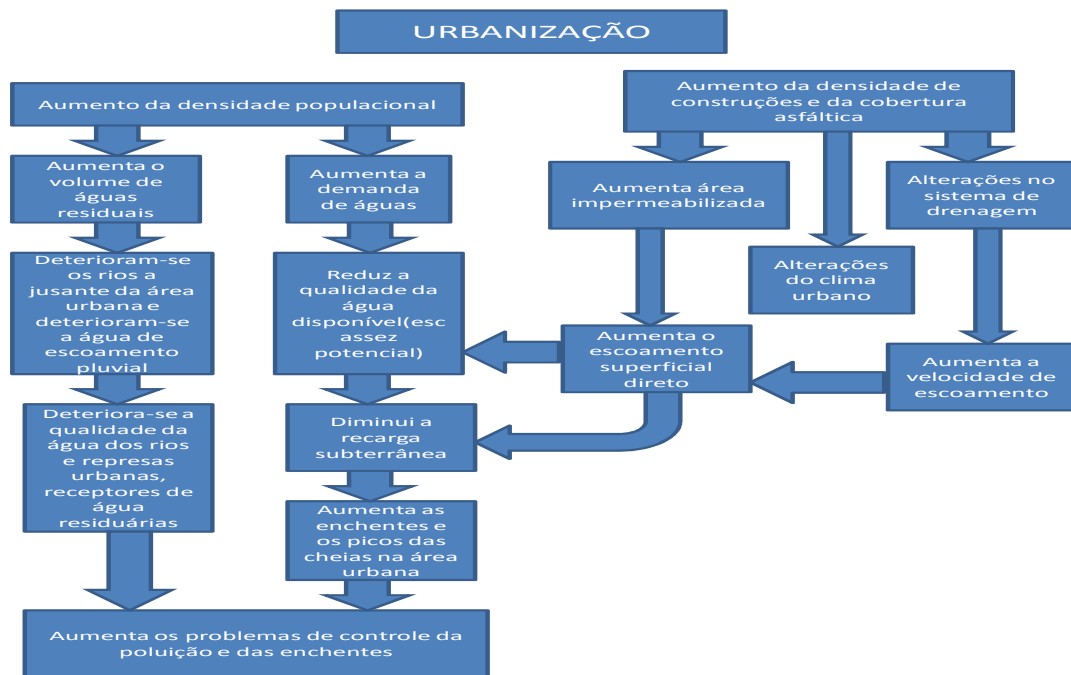 URBANIZAÇÃO
Aumento da densidade populacional
Aumenta o
volume de
águas
residuais
Deterioram-se
os rios a
jusante da área
urbana e
deterioram-se
a água de
escoamento
pluvial
Deteriora-se a
qualidade da
água dos rios
e represas
urbanas,
receptores de
água
residuárias
Aumenta a
demanda
de águas
Reduz a
qualidade da
água
disponível(esc
assez
potencial)
Diminui a
recarga
subterrânea
Aumenta as
enchentes e
os picos das
cheias na área
urbana
Aumenta os problemas de controle da
poluição e das enchentes
Aumento da densidade de
construções e da cobertura
asfáltica
Aumenta área
impermeabilizada
Aumenta o
escoamento
superficial
direto
Alterações
do clima
urbano
Alterações no
sistema de
drenagem
Aumenta a
velocidade de
escoamento